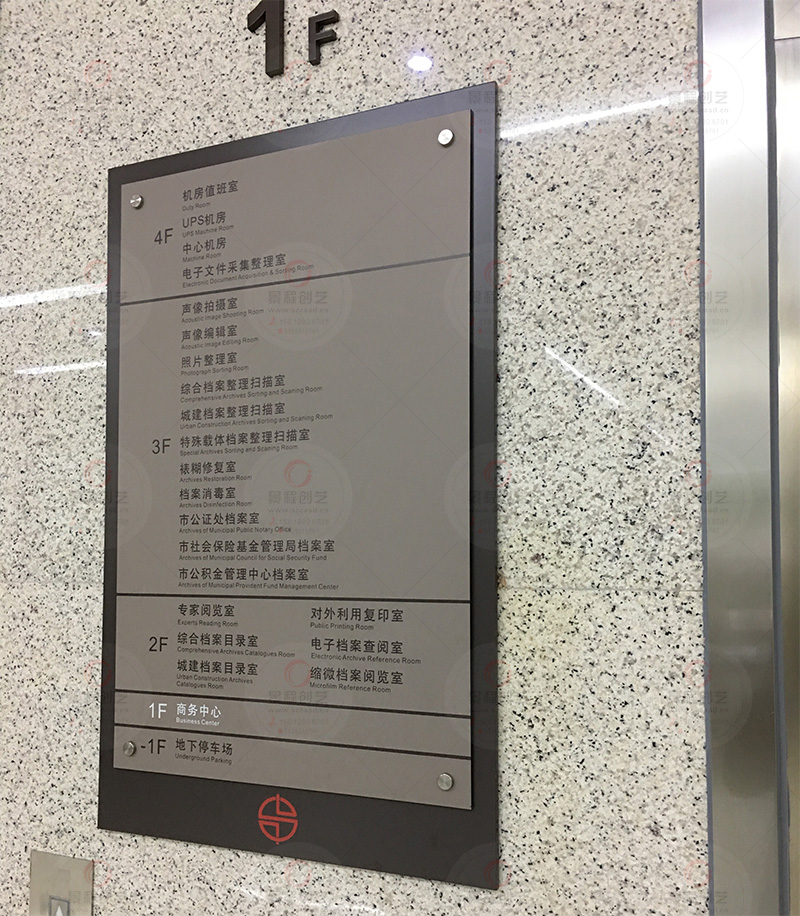 1F
机房值班室
Duty Room
4F
UPS机房
UPS Machine Room
中心机房
Machine Room
电子文件采集整理室
Electronic Document Acquisition & Sorting Room
声像拍摄室
Acoustic Image Shooting Room
声像编辑室
Acoustic Image Editing Room
照片整理室
Photograph Sorting Room
综合档案整理扫描室
Comprehensive Archives Sorting and Scaning Room
城建档案整理扫描室
Urban Construction Archives Sorting and Scaning Room
3F
特殊载体档案整理扫描室
Special Archives Sorting and Scaning Room
裱糊修复室
Archives Restoration Room
档案消毒室
Archives Disinfection Room
市公证处档案室
Archives of Municipal Public Notary Office
市社会保险基金管理局档案室
Archives of Municipal Council for Social Security Fund
市公积金管理中心档案室
Archives of Municipal Provident Fund Management Center
专家阅览室 对外利用复印室
Experts Reading Room Public Printing Room
2F 综合档案目录室 电子档案查阅室
Comprehensive Archives Catalogues Room Electronic Archive Reference Room
城建档案目录室 缩微档案阅览室
Urban Construction Archives Microfilm Reference Room
Catalogues Room
1F 商务中心
Business Center
-1F 地下停车场
Underground Parking
景程创艺